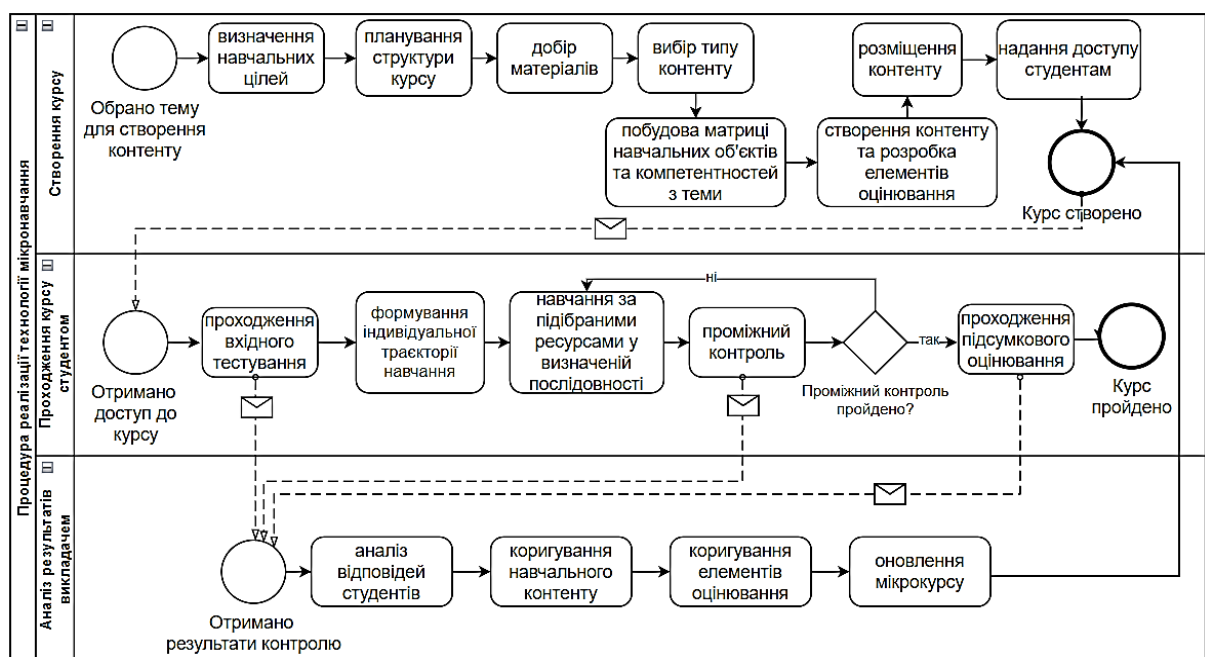 Процедура реалізації технології мікронавчання
Створення курсу
Обрано тему
для створення
контенту
визначення
навчальних
цілей
планування
структури
курсу
добір
матеріалів
вибір типу
контенту
побудова матриці
навчальних об'єктів
та компетентностей
з теми
створення контенту
та розробка
елементів
оцінювання
розміщення
контенту
надання доступу
студентам
Курс створено
Проходження курсу
студентом
Отримано
доступ до
курсу
проходження
вхідного
тестування
формування
індивідуальної
траєкторії
навчання
навчання за
підібраними
ресурсами у
визначеній
послідовності
проміжний
контроль
ні
Проміжний контроль
пройдено?
так
проходження
підсумкового
оцінювання
Курс
пройдено
Аналіз результатів
викладачем
Отримано
результати контролю
аналіз
відповідей
студентів
коригування
навчального
контенту
коригування
елементів
оцінювання
оновлення
мікрокурсу